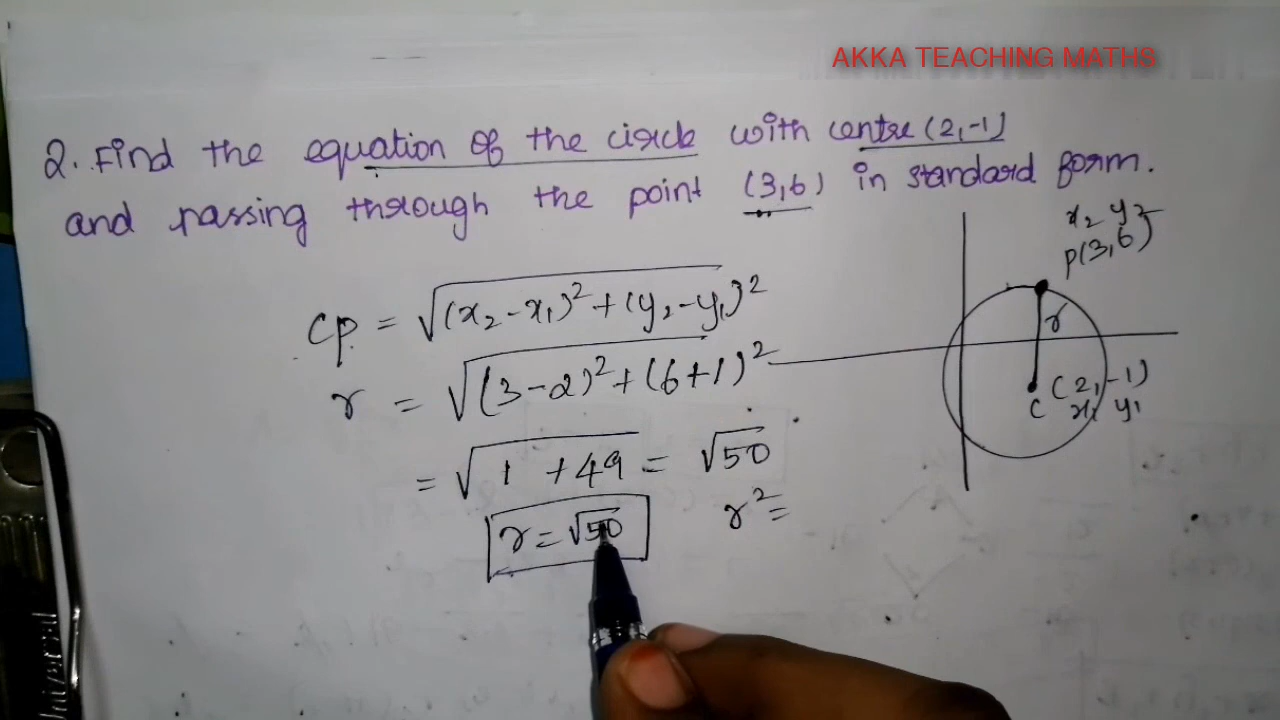 AKKA TEACHING MATHS
2. Find the equation of the circle with centre (2,-1)
and passing through the point (3,6) in standard form.
x₂ y₂
P(3,6)
CP = √(x₂-x₁)²+(y₂-y₁)²
r
r = √(3-2)²+(6+1)²
C (2,-1)
x₁ y₁
= √1 +49 = √50
r=√50 r²=